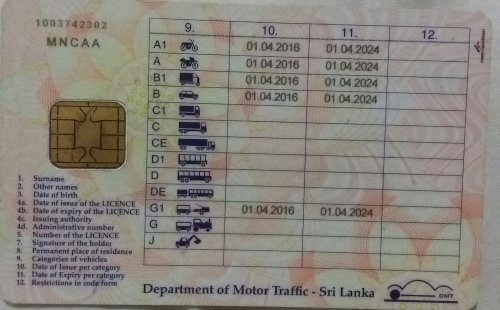 1003742302
MNCAA
9. 10. 11. 12.
A1 01.04.2016 01.04.2024
A 01.04.2016 01.04.2024
B1 01.04.2016 01.04.2024
B 01.04.2016 01.04.2024
C1
C
CE
D1
D
DE
G1 01.04.2016 01.04.2024
G
J
1. Surname
2. Other names
3. Date of birth
4a. Date of issue of the LICENCE
4b. Date of expiry of the LICENCE
4c. Issuing authority
4d. Administrative number
5. Number of the LICENCE
7. Signature of the holder
8. Permanent place of residence
9. Categories of vehicles
10. Date of Issue per category
11. Date of Expiry per category
12. Restrictions in code form
Department of Motor Traffic - Sri Lanka
DMT